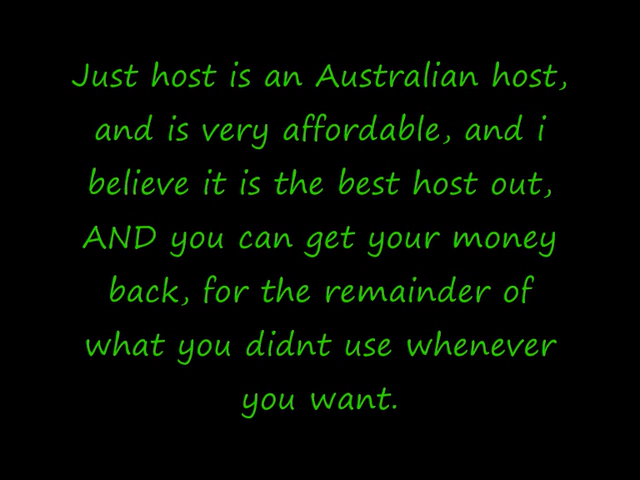 Just host is an Australian host,
and is very affordable, and i
believe it is the best host out,
AND you can get your money
back, for the remainder of
what you didnt use whenever
you want.